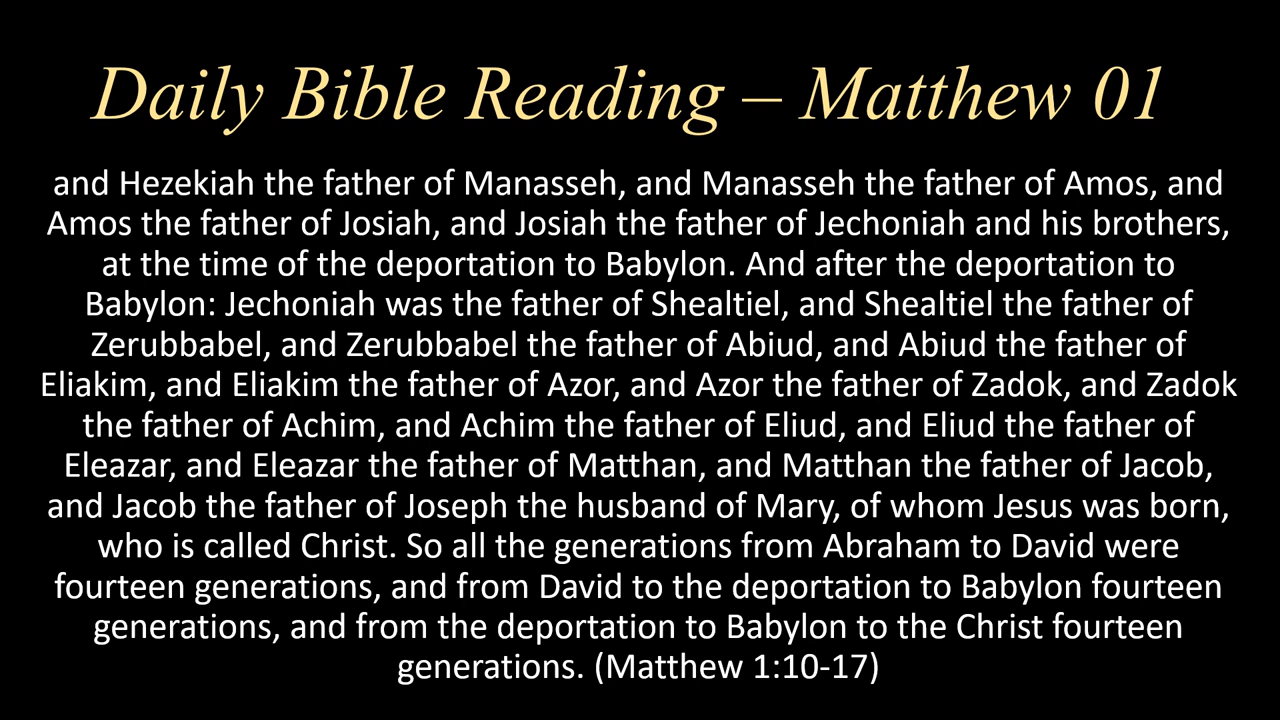 Daily Bible Reading – Matthew 01
and Hezekiah the father of Manasseh, and Manasseh the father of Amos, and
Amos the father of Josiah, and Josiah the father of Jechoniah and his brothers,
at the time of the deportation to Babylon. And after the deportation to
Babylon: Jechoniah was the father of Shealtiel, and Shealtiel the father of
Zerubbabel, and Zerubbabel the father of Abiud, and Abiud the father of
Eliakim, and Eliakim the father of Azor, and Azor the father of Zadok, and Zadok
the father of Achim, and Achim the father of Eliud, and Eliud the father of
Eleazar, and Eleazar the father of Matthan, and Matthan the father of Jacob,
and Jacob the father of Joseph the husband of Mary, of whom Jesus was born,
who is called Christ. So all the generations from Abraham to David were
fourteen generations, and from David to the deportation to Babylon fourteen
generations, and from the deportation to Babylon to the Christ fourteen
generations. (Matthew 1:10-17)